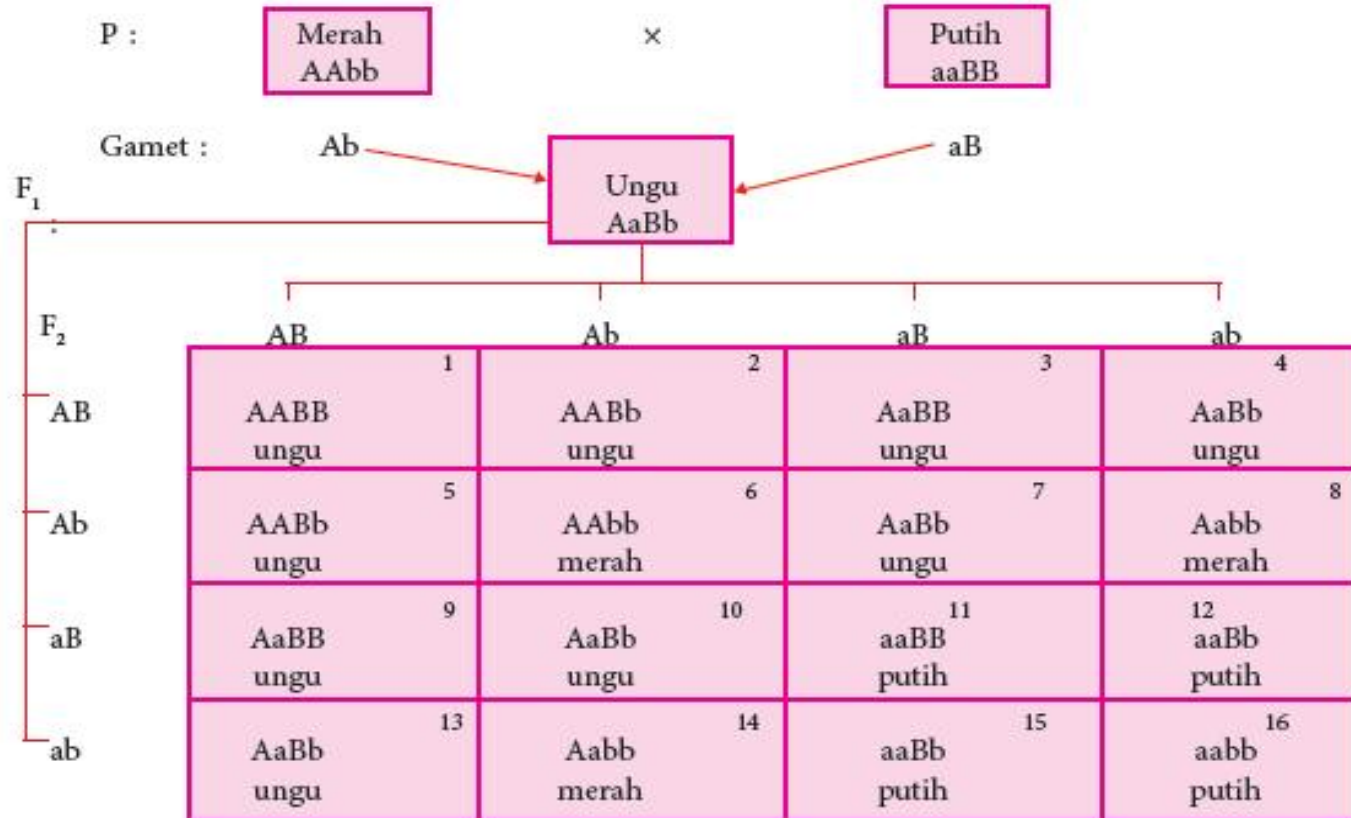 P : Merah × Putih
AAbb aaBB
Gamet : Ab aB
F₁ Ungu
: AaBb
F₂ AB Ab aB ab
1 2 3 4
AB AABB AABb AaBB AaBb
ungu ungu ungu ungu
5 6 7 8
Ab AABb AAbb AaBb Aabb
ungu merah ungu merah
9 10 11 12
aB AaBB AaBb aaBB aaBb
ungu ungu putih putih
13 14 15 16
ab AaBb Aabb aaBb aabb
ungu merah putih putih